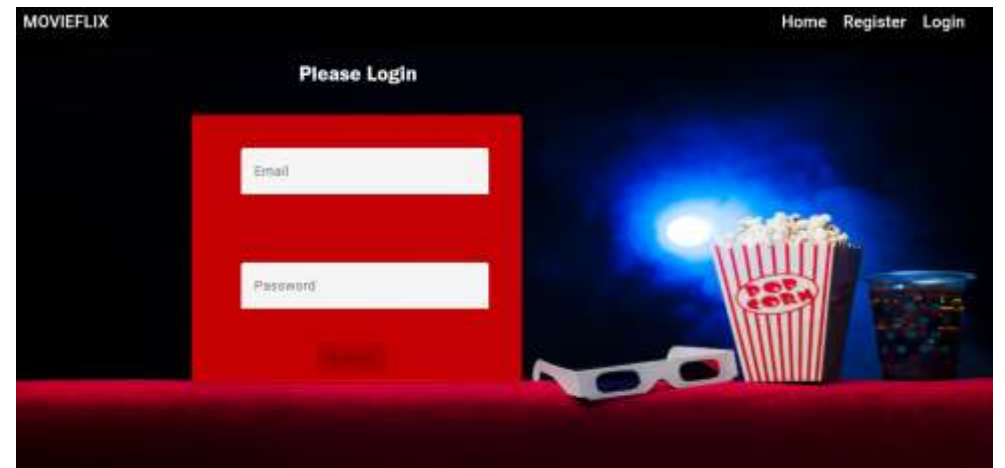 MOVIEFLIX
Home Register Login
Please Login
Email
Password
POP
CORN